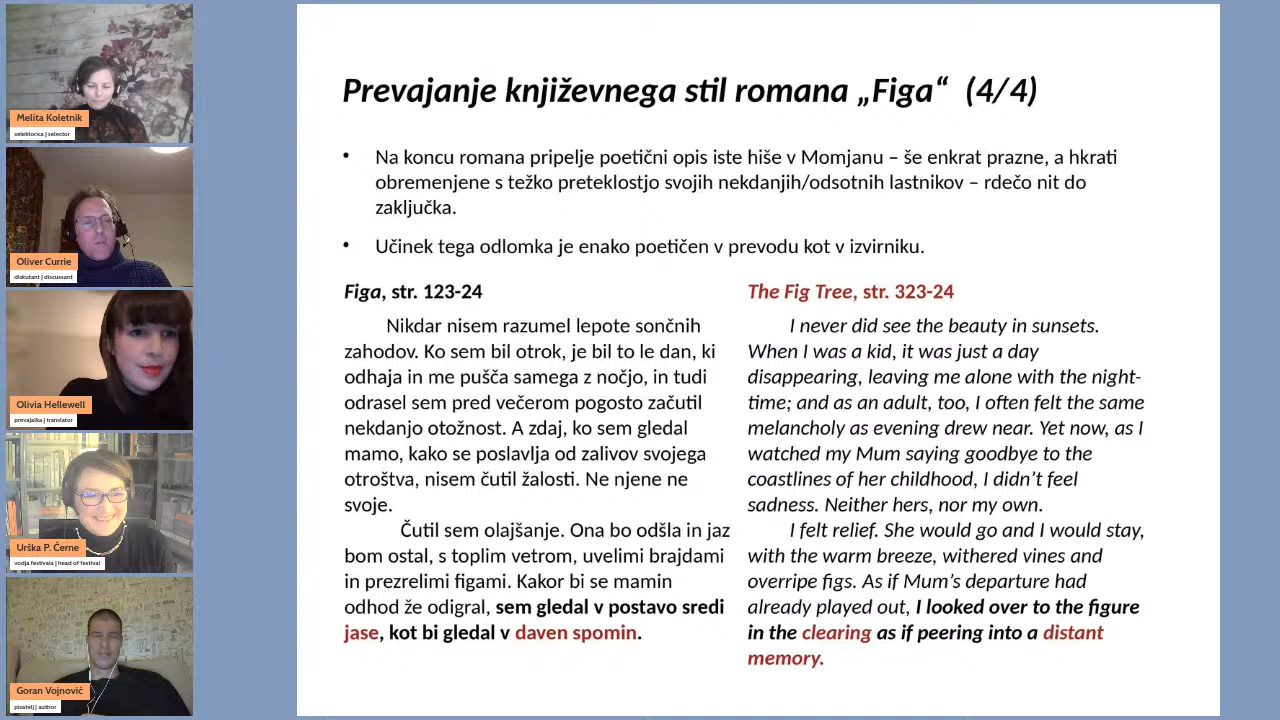 Melita Koletnik
selektorica | selector
Oliver Currie
diskutant | discussant
Olivia Hellewell
prevajalka | translator
Urška P. Černe
vodja festivala | head of festival
Goran Vojnović
pisatelj | author
Prevajanje književnega stil romana „Figa“ (4/4)
• Na koncu romana pripelje poetični opis iste hiše v Momjanu – še enkrat prazne, a hkrati
obremenjene s težko preteklostjo svojih nekdanjih/odsotnih lastnikov – rdečo nit do
zaključka.
• Učinek tega odlomka je enako poetičen v prevodu kot v izvirniku.
Figa, str. 123-24
Nikdar nisem razumel lepote sončnih
zahodov. Ko sem bil otrok, je bil to le dan, ki
odhaja in me pušča samega z nočjo, in tudi
odrasel sem pred večerom pogosto začutil
nekdanjo otožnost. A zdaj, ko sem gledal
mamo, kako se poslavlja od zalivov svojega
otroštva, nisem čutil žalosti. Ne njene ne
svoje.
Čutil sem olajšanje. Ona bo odšla in jaz
bom ostal, s toplim vetrom, uvelimi brajdami
in prezrelimi figami. Kakor bi se mamin
odhod že odigral, sem gledal v postavo sredi
jase, kot bi gledal v daven spomin.
The Fig Tree, str. 323-24
I never did see the beauty in sunsets.
When I was a kid, it was just a day
disappearing, leaving me alone with the night-
time; and as an adult, too, I often felt the same
melancholy as evening drew near. Yet now, as I
watched my Mum saying goodbye to the
coastlines of her childhood, I didn’t feel
sadness. Neither hers, nor my own.
I felt relief. She would go and I would stay,
with the warm breeze, withered vines and
overripe figs. As if Mum’s departure had
already played out, I looked over to the figure
in the clearing as if peering into a distant
memory.